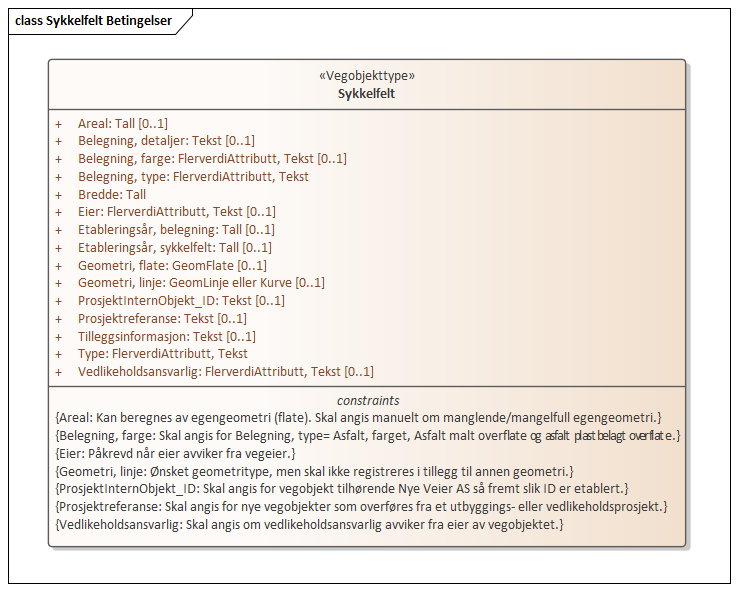 class Sykkelfelt Betingelser
«Vegobjekttype»
Sykkelfelt
+ Areal: Tall [0..1]
+ Belegning, detaljer: Tekst [0..1]
+ Belegning, farge: FlerverdiAttributt, Tekst [0..1]
+ Belegning, type: FlerverdiAttributt, Tekst
+ Bredde: Tall
+ Eier: FlerverdiAttributt, Tekst [0..1]
+ Etableringsår, belegning: Tall [0..1]
+ Etableringsår, sykkelfelt: Tall [0..1]
+ Geometri, flate: GeomFlate [0..1]
+ Geometri, linje: GeomLinje eller Kurve [0..1]
+ ProsjektInternObjekt_ID: Tekst [0..1]
+ Prosjektreferanse: Tekst [0..1]
+ Tilleggsinformasjon: Tekst [0..1]
+ Type: FlerverdiAttributt, Tekst
+ Vedlikeholdsansvarlig: FlerverdiAttributt, Tekst [0..1]
constraints
{Areal: Kan beregnes av egengeometri (flate). Skal angis manuelt om manglende/mangelfull egengeometri.}
{Belegning, farge: Skal angis for Belegning, type= Asfalt, farget, Asfalt malt overflate og asfalt plastbelagt overflate.}
{Eier: Påkrevd når eier avviker fra vegeier.}
{Geometri, linje: Ønsket geometritype, men skal ikke registreres i tillegg til annen geometri.}
{ProsjektInternObjekt_ID: Skal angis for vegobjekt tilhørende Nye Veier AS så fremt slik ID er etablert.}
{Prosjektreferanse: Skal angis for nye vegobjekter som overføres fra et utbyggings- eller vedlikeholdsprosjekt.}
{Vedlikeholdsansvarlig: Skal angis om vedlikeholdsansvarlig avviker fra eier av vegobjektet.}